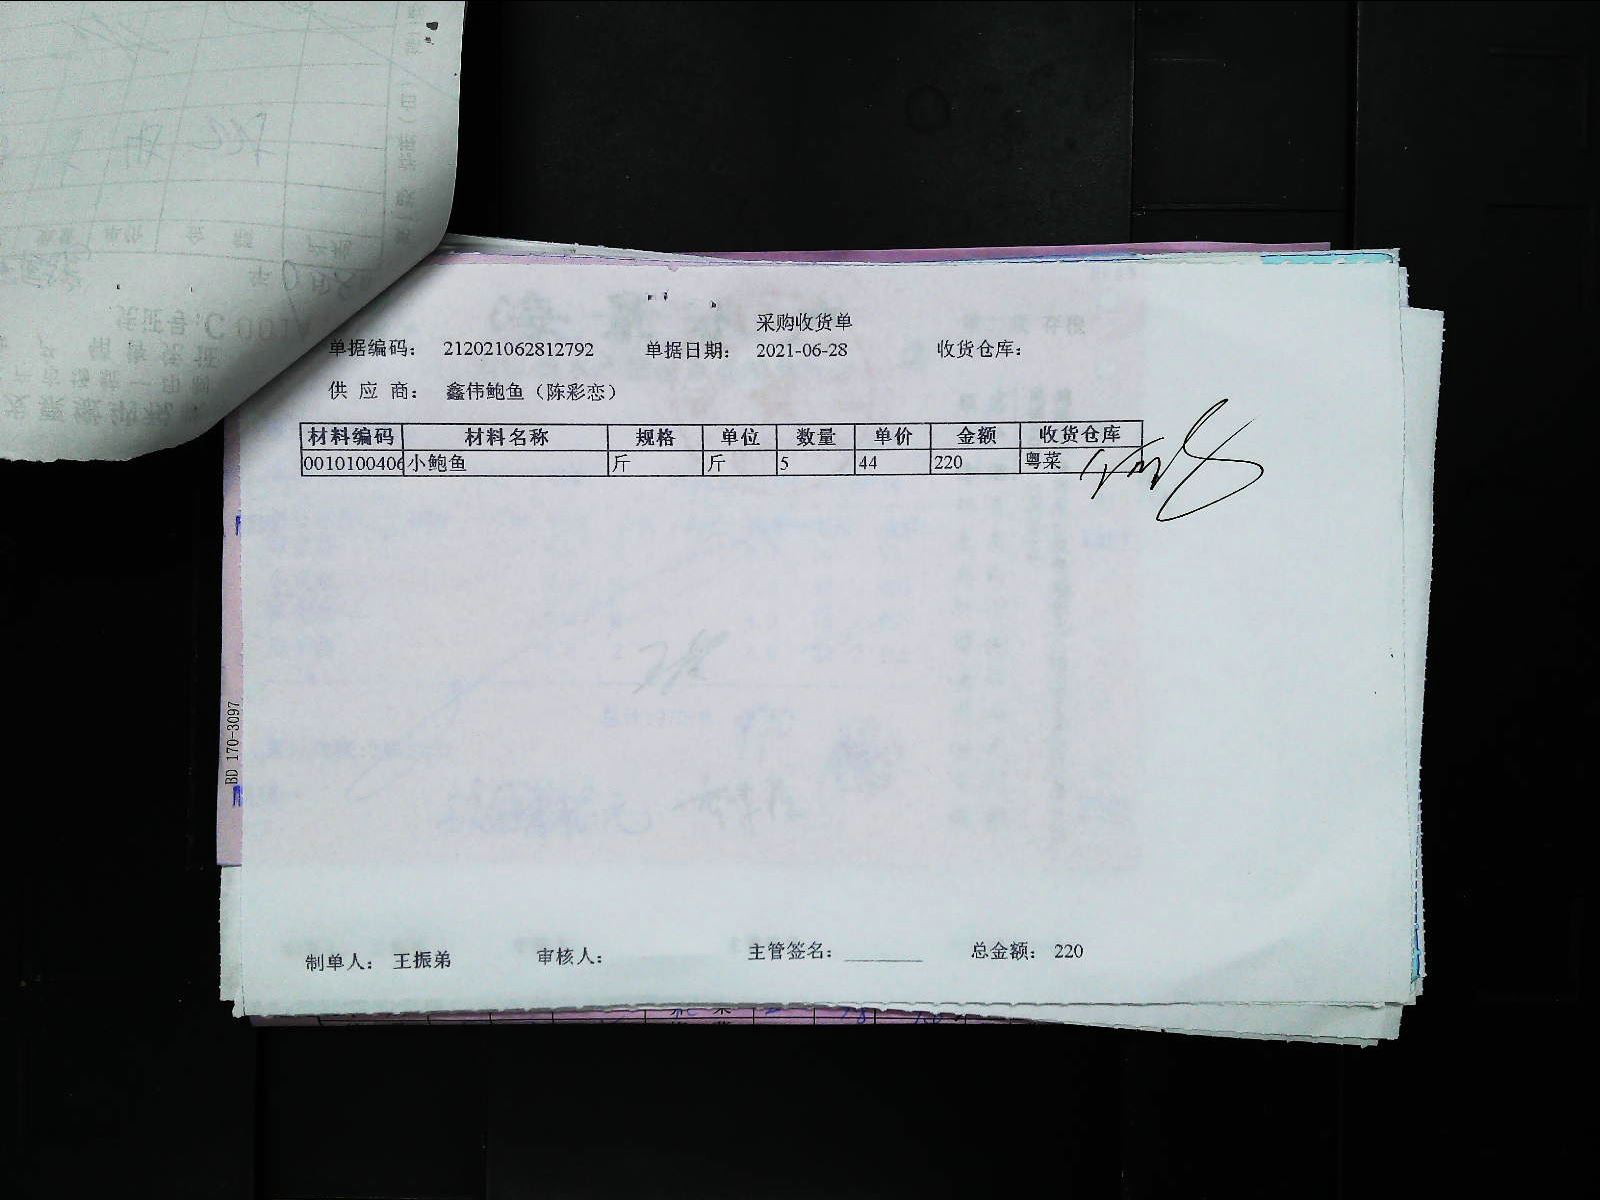 采购收货单
单据编码： 212021062812792 单据日期： 2021-06-28 收货仓库：
供 应 商： 鑫伟鲍鱼（陈彩恋）
材料编码 材料名称 规格 单位 数量 单价 金额 收货仓库
0010100406 小鲍鱼 斤 斤 5 44 220 粤菜
BD 170-3097
制单人： 王振弟 审核人： 主管签名： 总金额： 220